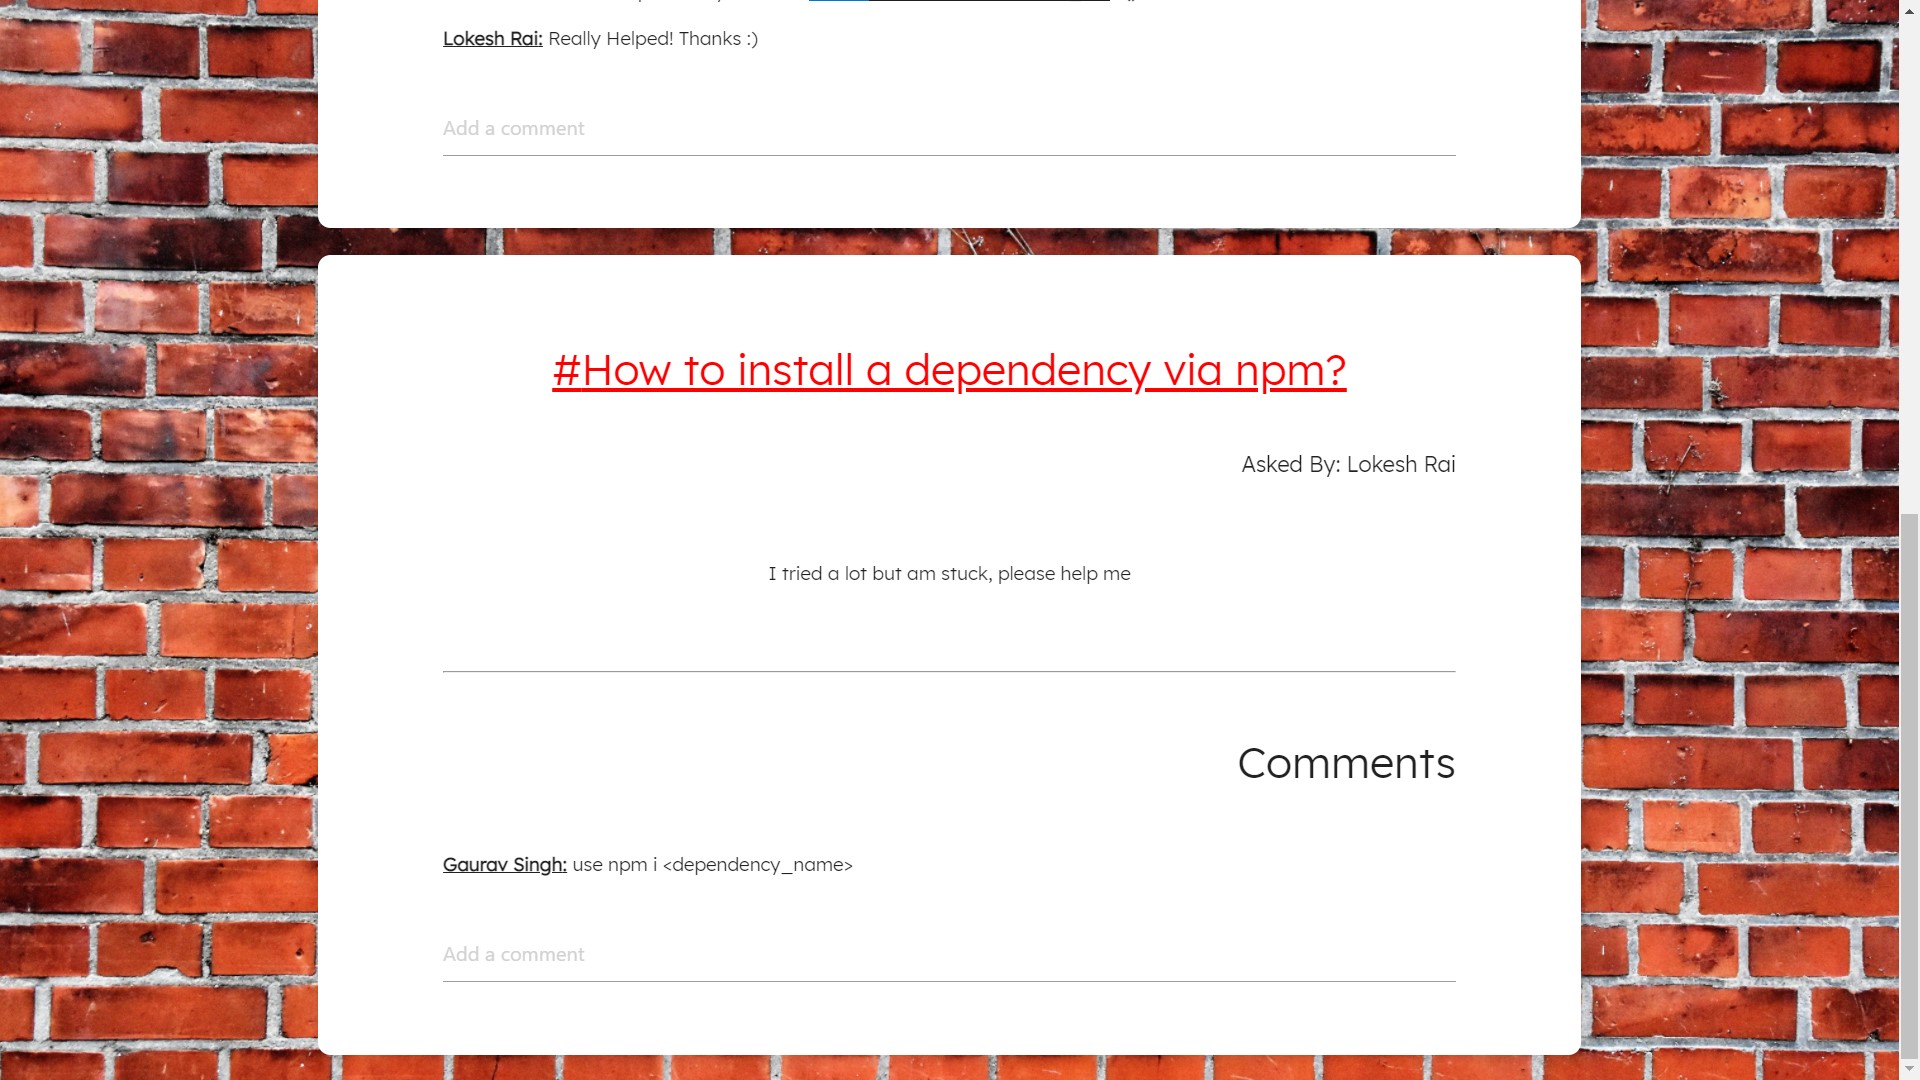 Lokesh Rai: Really Helped! Thanks :)
Add a comment
#How to install a dependency via npm?
Asked By: Lokesh Rai
I tried a lot but am stuck, please help me
Comments
Gaurav Singh: use npm i <dependency_name>
Add a comment